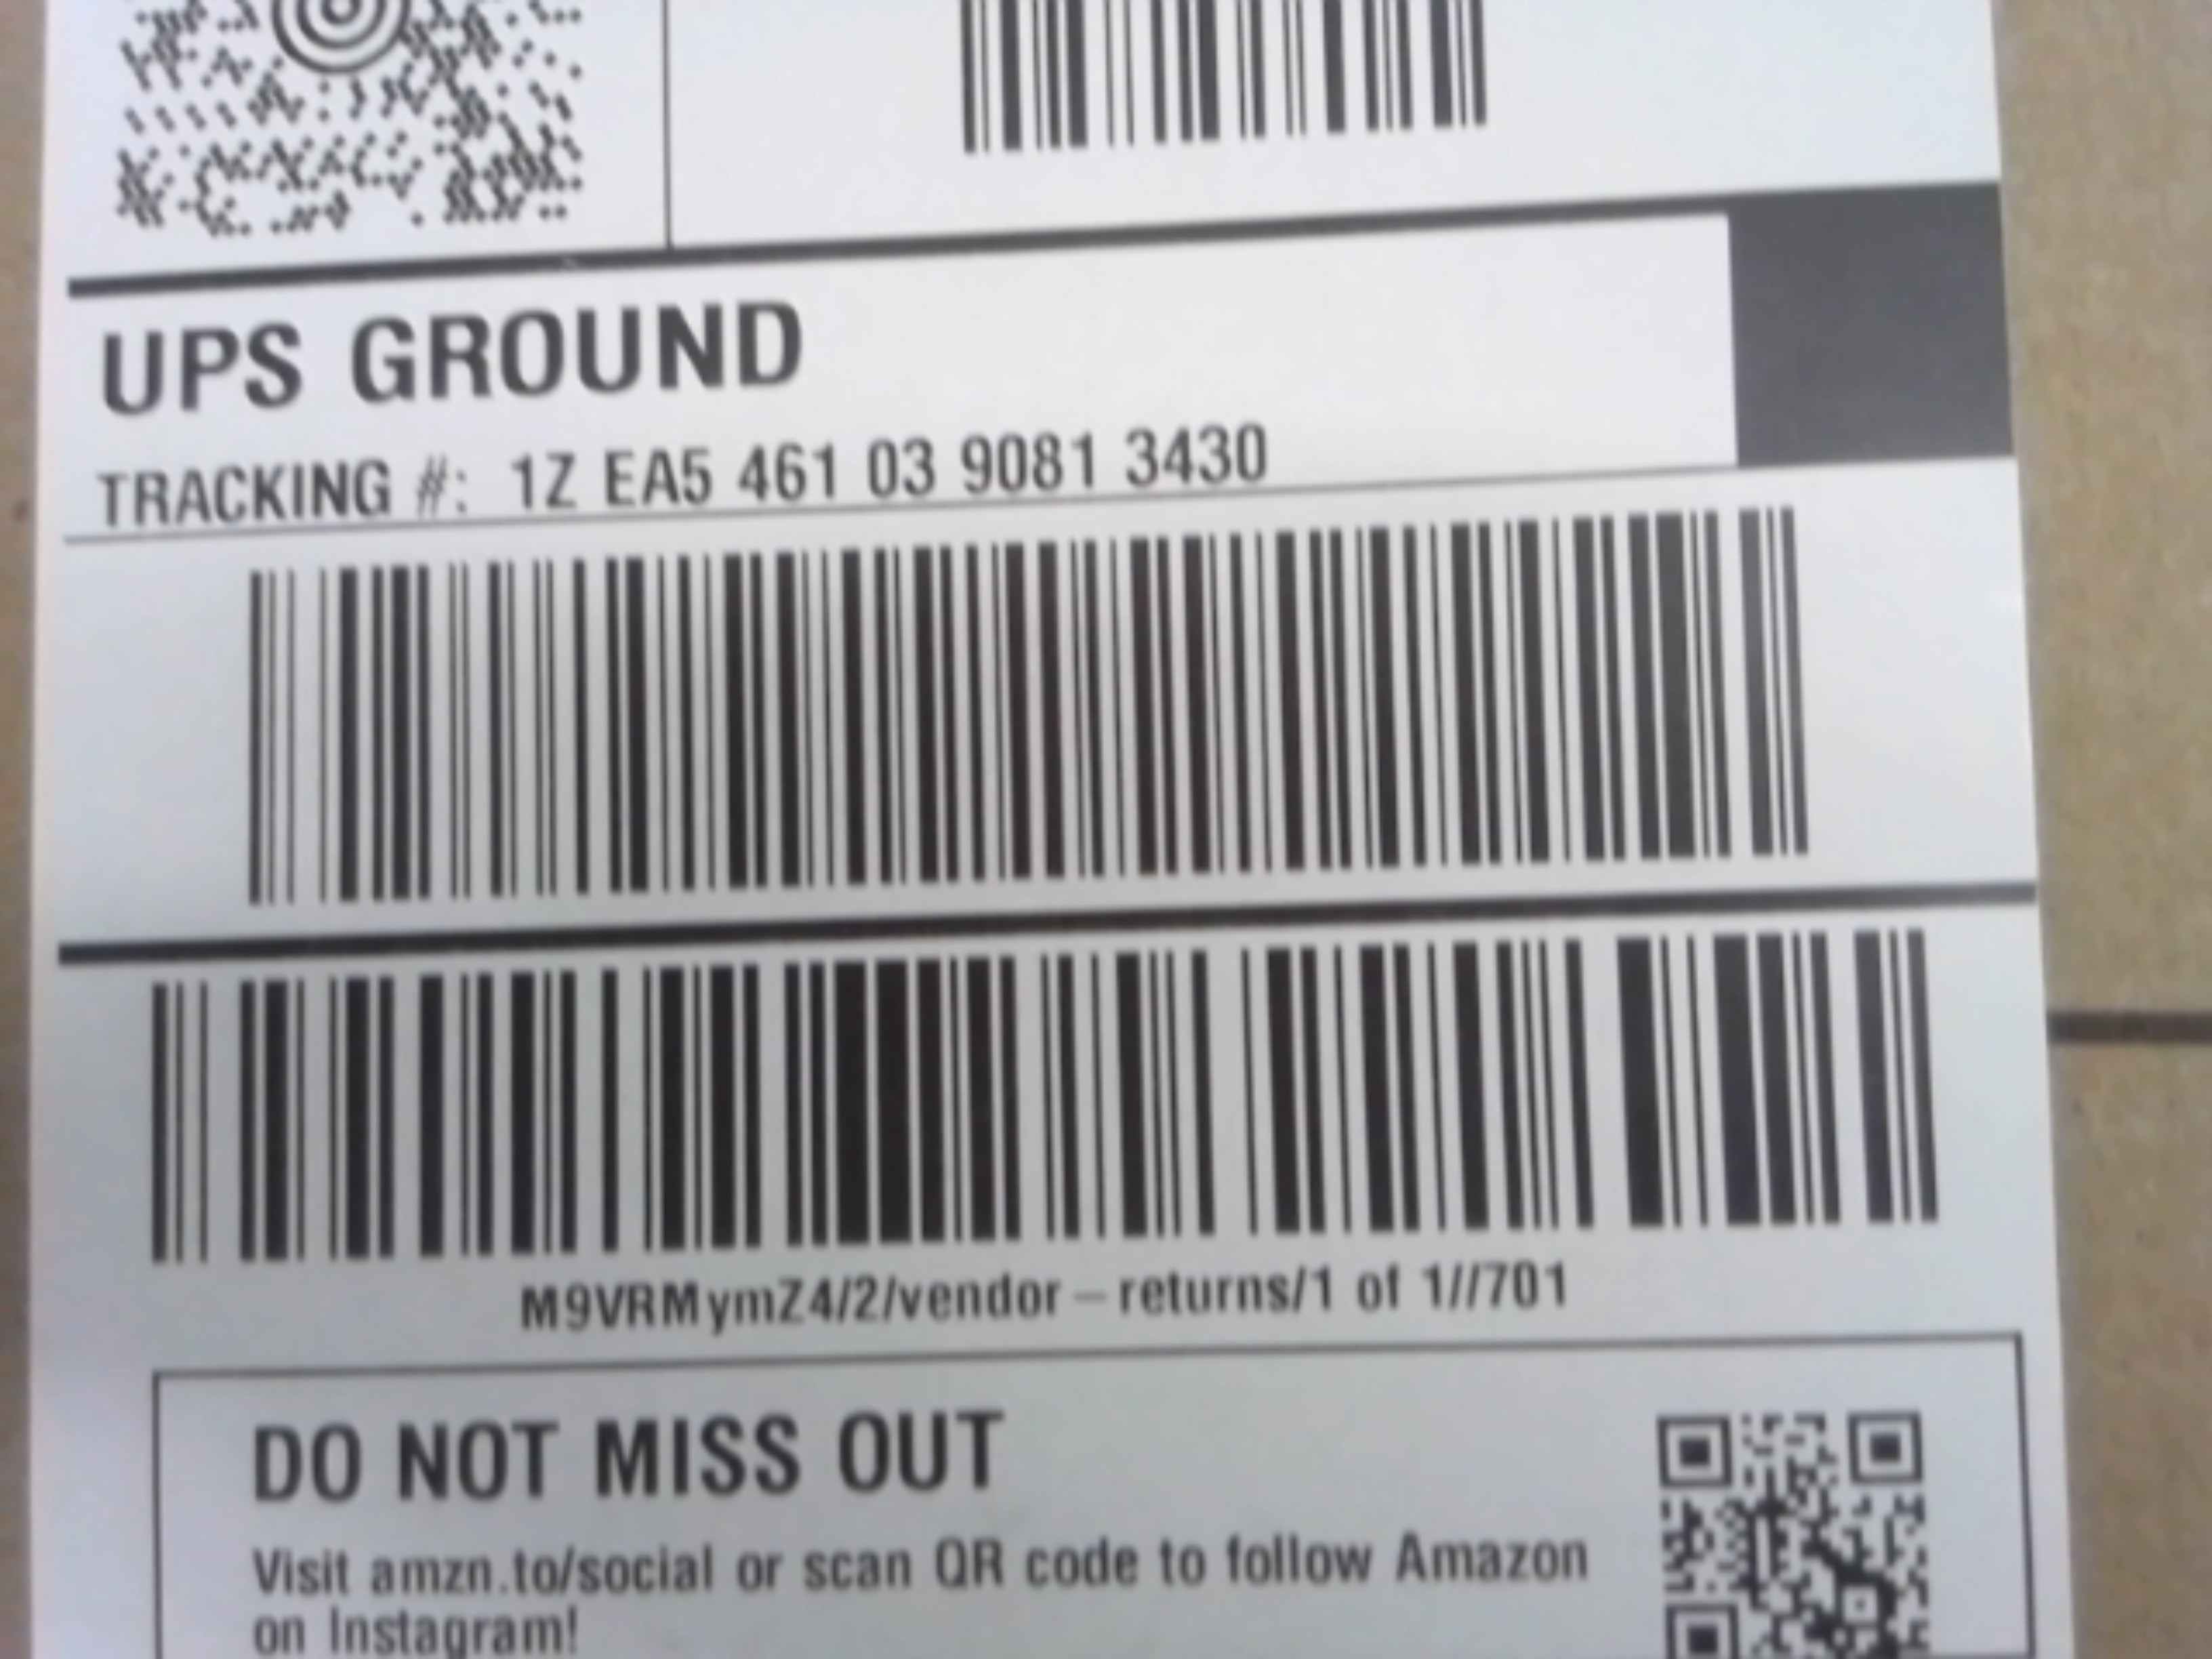 UPS GROUND
TRACKING #: 1Z EA5 461 03 9081 3430
M9VRMymZ4/2/vendor-returns/1 of 1//701
DO NOT MISS OUT
Visit amzn.to/social or scan QR code to follow Amazon
on Instagram!